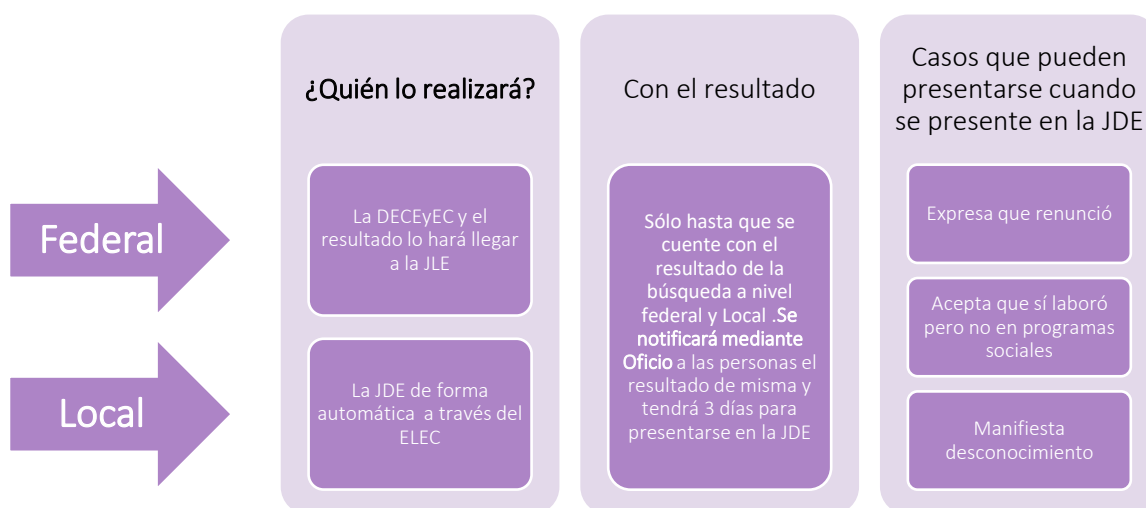 Federal
Local
¿Quién lo realizará?
La DECEyEC y el
resultado lo hará llegar
a la JLE
La JDE de forma
automática a través del
ELEC
Con el resultado
Sólo hasta que se
cuente con el
resultado de la
búsqueda a nivel
federal y Local .Se
notificará mediante
Oficio a las personas el
resultado de misma y
tendrá 3 días para
presentarse en la JDE
Casos que pueden
presentarse cuando
se presente en la JDE
Expresa que renunció
Acepta que sí laboró
pero no en programas
sociales
Manifiesta
desconocimiento